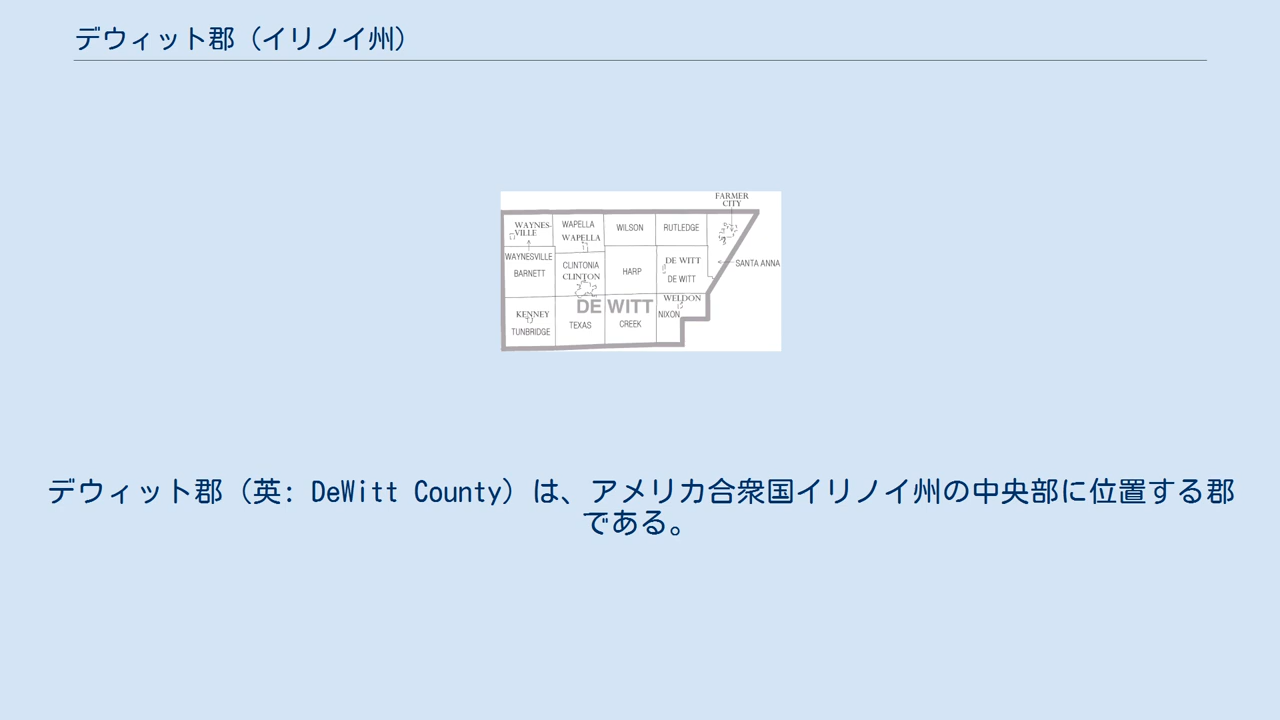 デウィット郡（イリノイ州）
FARMER
CITY
WAYNES-
VILLE
WAPELLA
WAPELLA
WILSON
RUTLEDGE
WAYNESVILLE
BARNETT
CLINTONIA
CLINTON
HARP
DE WITT
DE WITT
SANTA ANNA
KENNEY
TUNBRIDGE
DE WITT
TEXAS
CREEK
WELDON
NIXON
デウィット郡（英: DeWitt County）は、アメリカ合衆国イリノイ州の中央部に位置する郡
である。